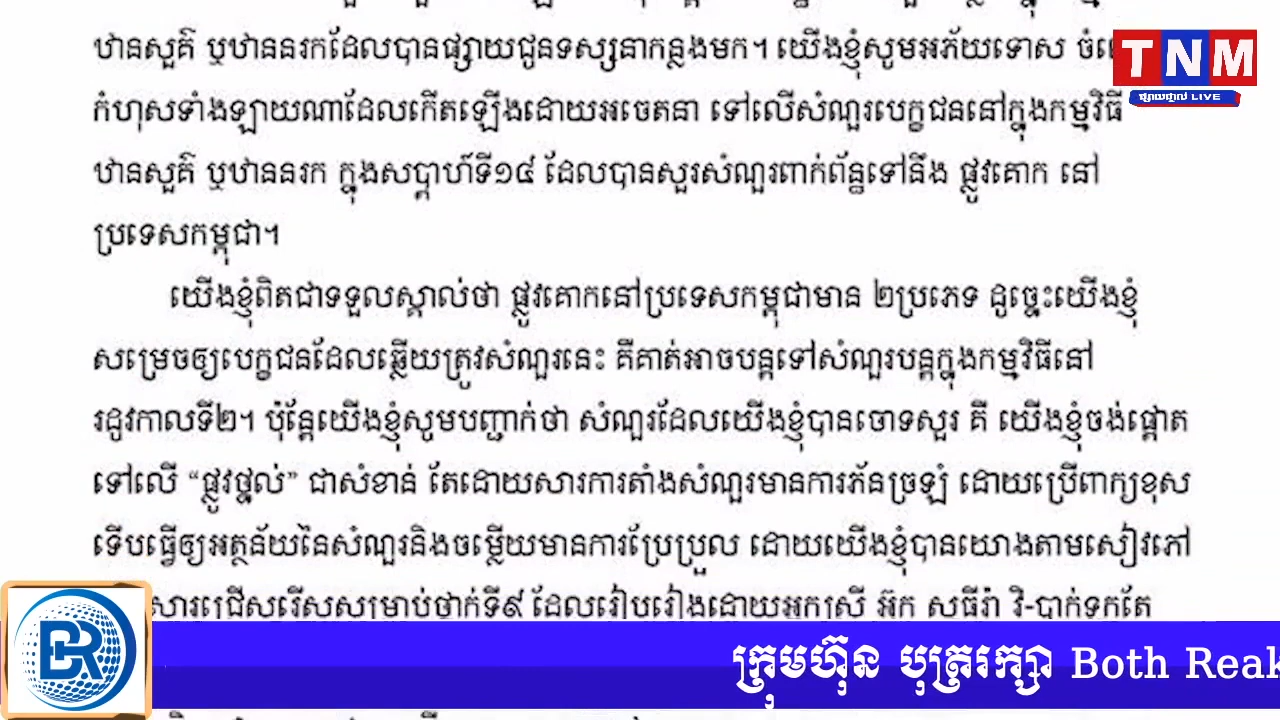 ឋានសួគ៌ ឬឋាននរកដែលបានផ្សាយជូនទស្សនាកន្លងមក។ យើងខ្ញុំសូមអភ័យទោស
TNM
ផ្សាយផ្ទាល់ LIVE
កំហុសទាំងឡាយណាដែលកើតឡើងដោយអចេតនា ទៅលើសំណួរបេក្ខជននៅក្នុងកម្មវិធី
ឋានសួគ៌ ឬឋាននរក ក្នុងសប្តាហ៍ទី១៤ ដែលបានសួរសំណួរពាក់ព័ន្ធទៅនឹង ផ្លូវគោក នៅ
ប្រទេសកម្ពុជា។
យើងខ្ញុំពិតជាទទួលស្គាល់ថា ផ្លូវគោកនៅប្រទេសកម្ពុជាមាន ២ប្រភេទ ដូច្នេះយើងខ្ញុំ
សម្រេចឲ្យបេក្ខជនដែលឆ្លើយត្រូវសំណួរនេះ គឺគាត់អាចបន្តទៅសំណួរបន្តក្នុងកម្មវិធីនៅ
រដូវកាលទី២។ ប៉ុន្តែយើងខ្ញុំសូមបញ្ជាក់ថា សំណួរដែលយើងខ្ញុំបានចោទសួរ គឺ យើងខ្ញុំចង់ផ្តោត
ទៅលើ “ផ្លូវថ្នល់” ជាសំខាន់ តែដោយសារការតាំងសំណួរមានការភ័នច្រឡំ ដោយប្រើពាក្យខុស
ទើបធ្វើឲ្យអត្ថន័យនៃសំណួរនិងចម្លើយមានការប្រែប្រួល ដោយយើងខ្ញុំបានយោងតាមសៀវភៅ
សារជ្រើសរើសសម្រាប់ថ្នាក់ទី៩ ដែលរៀបរៀងដោយអ្នកស្រី អ៊ុក សុធីរ៉ា វិ-បាក់ទុកតែ
ក្រុមហ៊ុន បុត្ររក្សា Both Reak